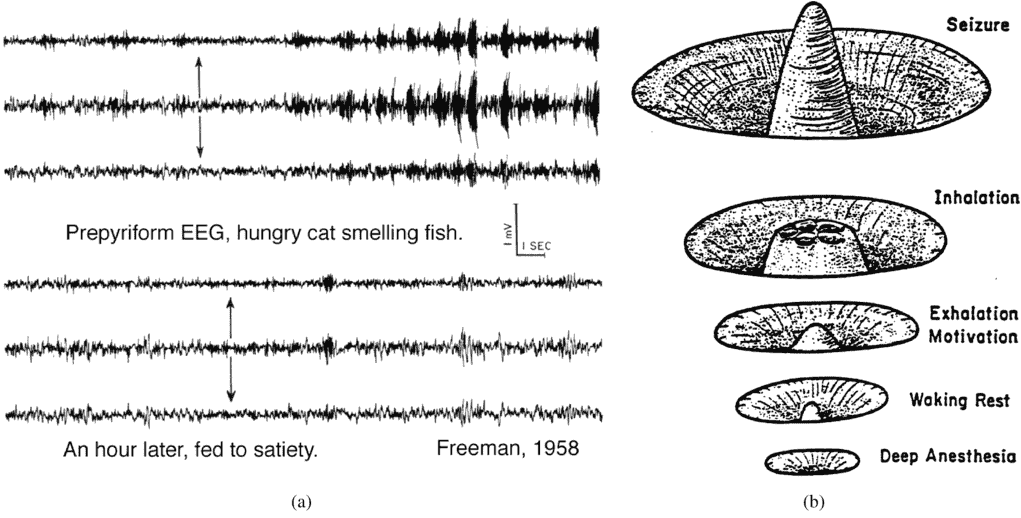 Prepyriform EEG, hungry cat smelling fish.
1 mV
1 SEC
An hour later, fed to satiety.
Freeman, 1958
(a)
Seizure
Inhalation
Exhalation
Motivation
Waking Rest
Deep Anesthesia
(b)